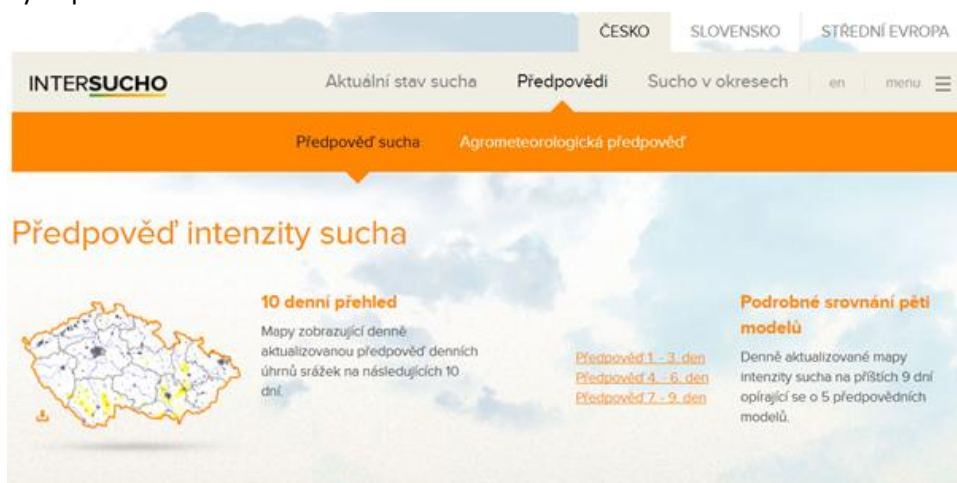 ČESKO SLOVENSKO STŘEDNÍ EVROPA
INTERSUCHO Aktuální stav sucha Předpovědi Sucho v okresech en menu
Předpověď sucha Agrometeorologická předpověď
Předpověď intenzity sucha
10 denní přehled
Mapy zobrazující denně
aktualizovanou předpověď denních
úhrnů srážek na následujících 10
dní.
Předpověd 1. - 3. den
Předpověd 4. - 6. den
Předpověd 7. - 9. den
Podrobné srovnání pěti
modelů
Denně aktualizované mapy
intenzity sucha na příštích 9 dní
opírající se o 5 předpovědních
modelů.